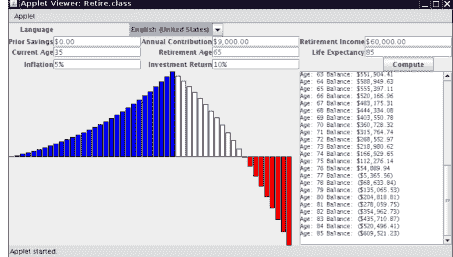 Applet Viewer: Retire.class
Applet
Language English (United States)
Prior Savings $0.00 Annual Contribution $9,000.00 Retirement Income $60,000.00
Current Age 35 Retirement Age 65 Life Expectancy 85
Inflation 5% Investment Return 10% Compute
Age: 63 Balance: $551,904.41
Age: 64 Balance: $588,949.63
Age: 65 Balance: $555,397.11
Age: 66 Balance: $520,166.96
Age: 67 Balance: $483,175.31
Age: 68 Balance: $444,334.08
Age: 69 Balance: $403,550.78
Age: 70 Balance: $360,728.32
Age: 71 Balance: $315,764.74
Age: 72 Balance: $268,552.97
Age: 73 Balance: $218,980.62
Age: 74 Balance: $166,529.65
Age: 75 Balance: $112,276.14
Age: 76 Balance: $54,889.94
Age: 77 Balance: ($5,365.56)
Age: 78 Balance: ($68,633.84)
Age: 79 Balance: ($135,065.53)
Age: 80 Balance: ($204,818.81)
Age: 81 Balance: ($278,059.75)
Age: 82 Balance: ($354,962.73)
Age: 83 Balance: ($435,710.87)
Age: 84 Balance: ($520,496.41)
Age: 85 Balance: ($609,521.23)
Applet started.